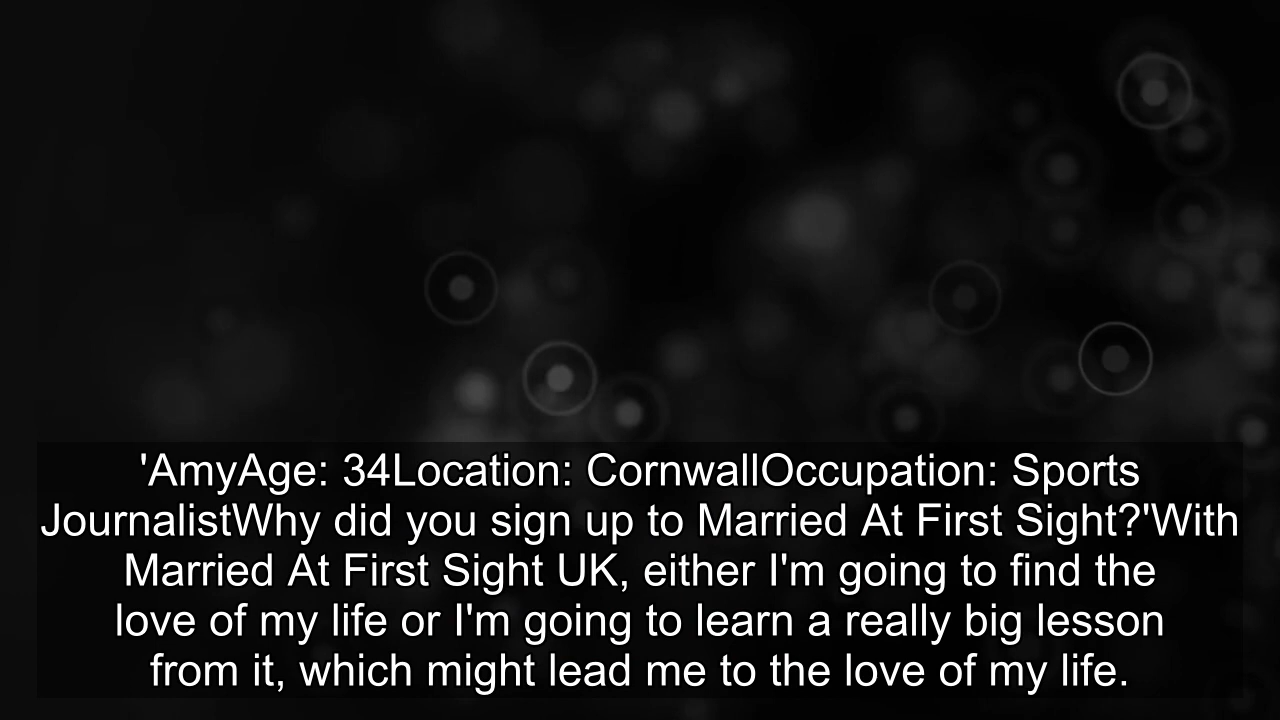 'AmyAge: 34Location: CornwallOccupation: Sports
JournalistWhy did you sign up to Married At First Sight?'With
Married At First Sight UK, either I'm going to find the
love of my life or I'm going to learn a really big lesson
from it, which might lead me to the love of my life.